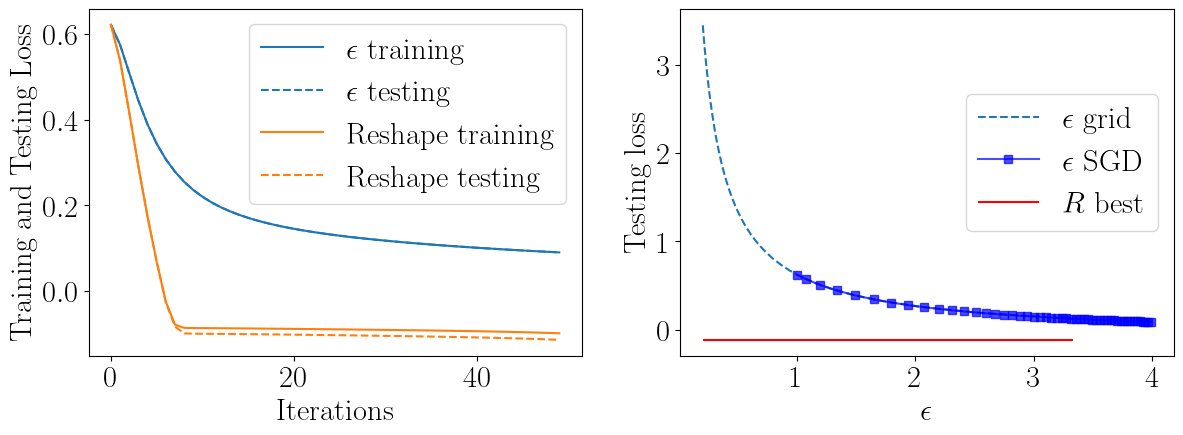 Training and Testing Loss
0.6
0.4
0.2
0.0
ϵ training
ϵ testing
Reshape training
Reshape testing
0
20
40
Iterations
Testing loss
3
2
1
0
ϵ grid
ϵ SGD
R best
1
2
3
4
ϵ